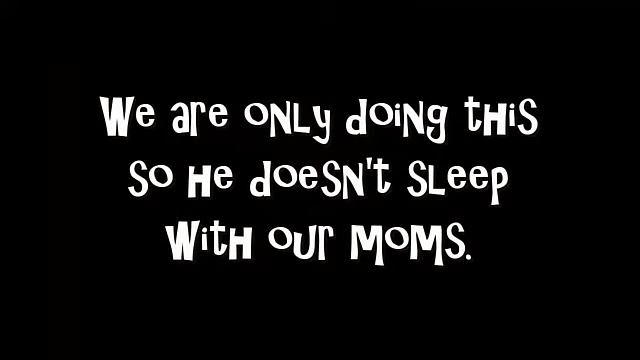 We are only doing this
so he doesn't sleep
with our moms.